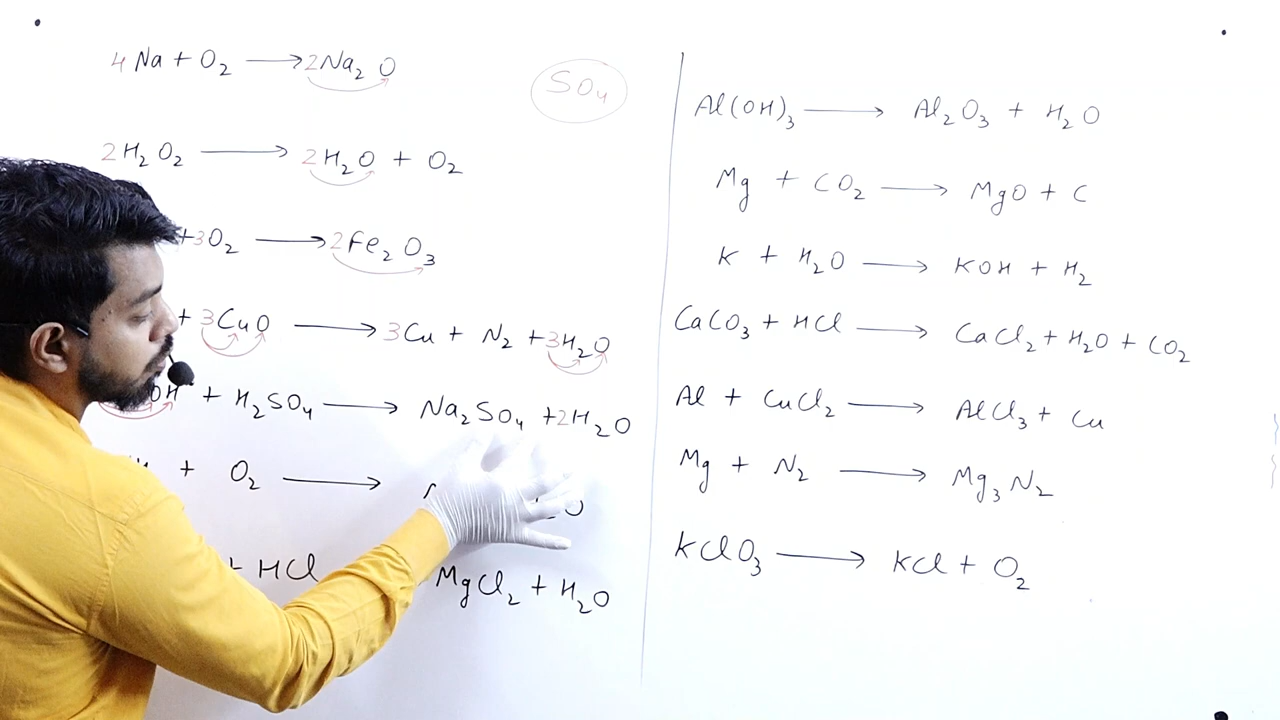 4Na + O₂ ⟶ 2Na₂O
SO₄
2H₂O₂ ⟶ 2H₂O + O₂
+3O₂ ⟶ 2Fe₂O₃
+ 3CuO ⟶ 3Cu + N₂ + 3H₂O
OH + H₂SO₄ ⟶ Na₂SO₄ + 2H₂O
+ O₂ ⟶ O
+ HCl MgCl₂ + H₂O
Al(OH)₃ ⟶ Al₂O₃ + H₂O
Mg + CO₂ ⟶ MgO + C
K + H₂O ⟶ KOH + H₂
CaCO₃ + HCl ⟶ CaCl₂ + H₂O + CO₂
Al + CuCl₂ ⟶ AlCl₃ + Cu
Mg + N₂ ⟶ Mg₃N₂
KClO₃ ⟶ KCl + O₂